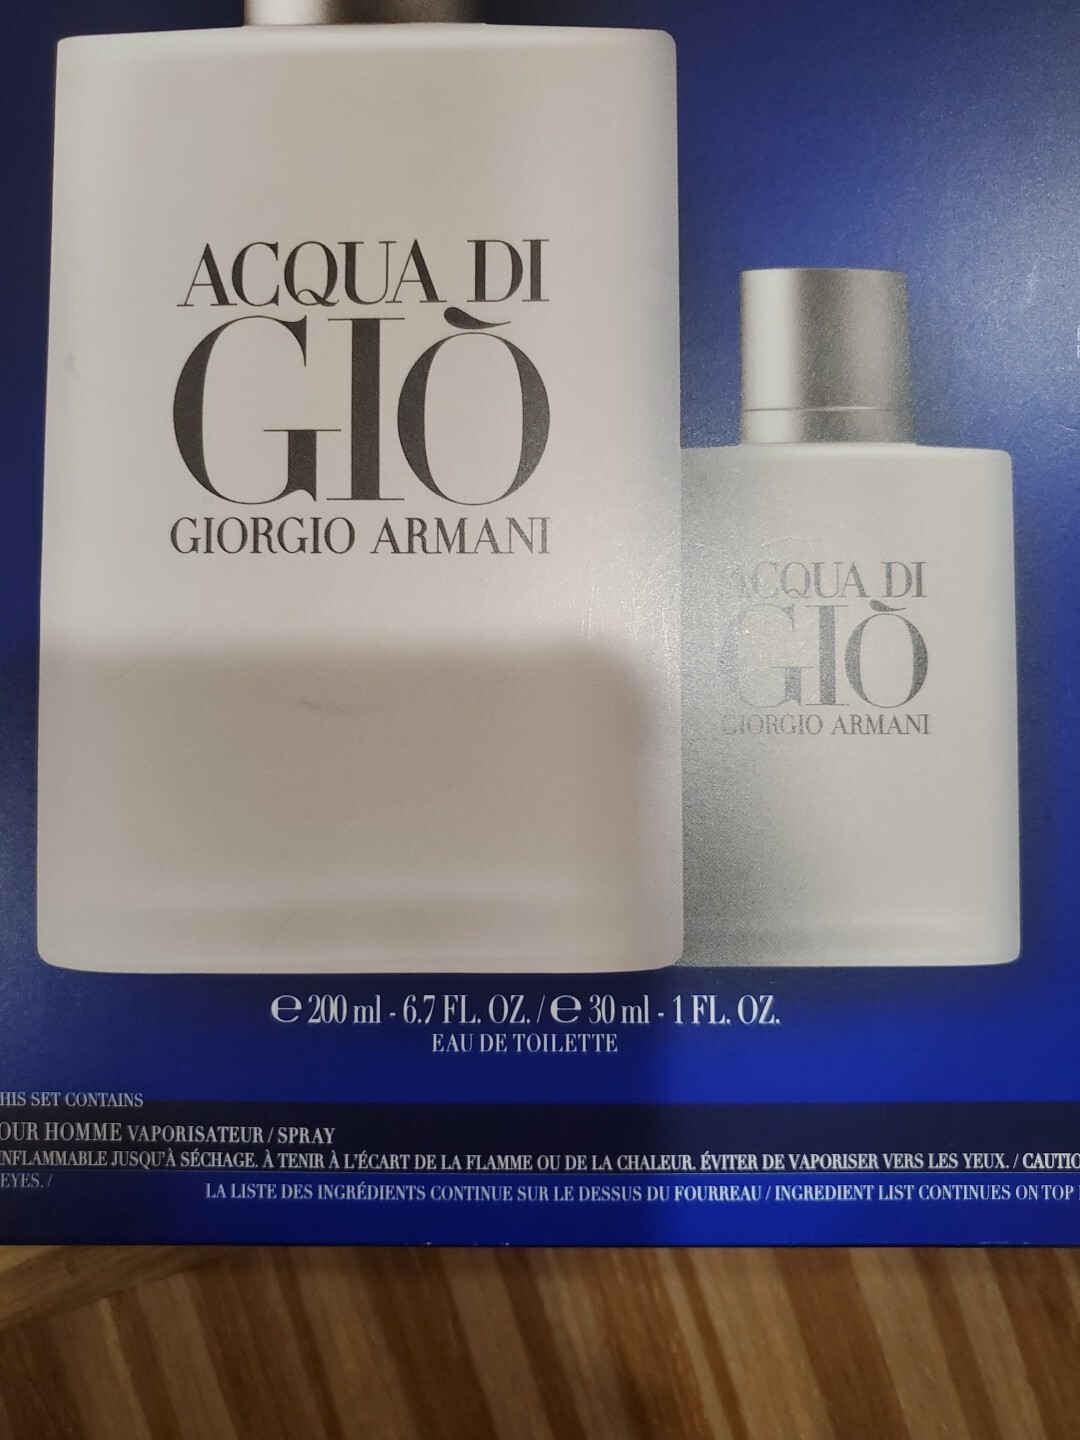 ACQUA DI
GIÒ
GIORGIO ARMANI
ACQUA DI
GIÒ
GIORGIO ARMANI
e 200 ml - 6.7 FL. OZ. / e 30 ml - 1 FL. OZ.
EAU DE TOILETTE
HIS SET CONTAINS
OUR HOMME VAPORISATEUR / SPRAY
INFLAMMABLE JUSQU'À SÉCHAGE. À TENIR À L'ÉCART DE LA FLAMME OU DE LA CHALEUR. ÉVITER DE VAPORISER VERS LES YEUX. / CAUTIO
EYES. /
LA LISTE DES INGRÉDIENTS CONTINUE SUR LE DESSUS DU FOURREAU / INGREDIENT LIST CONTINUES ON TOP